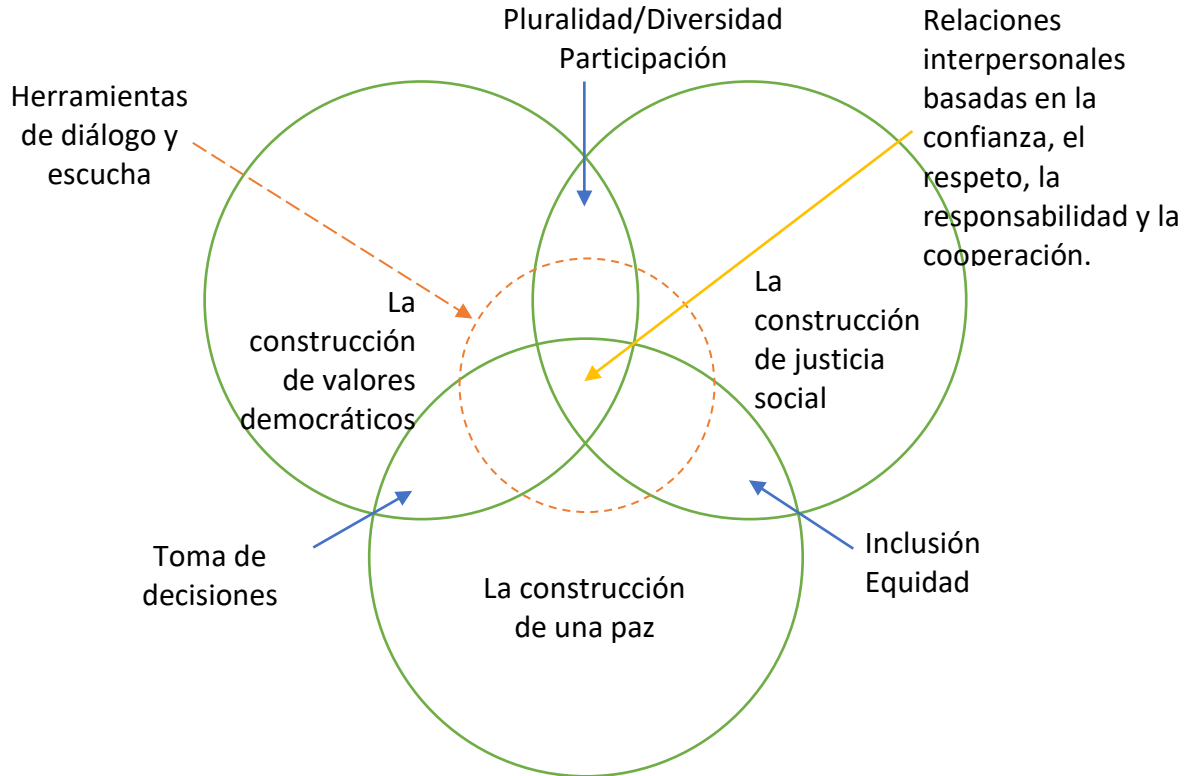 Pluralidad/Diversidad
Participación
Relaciones
interpersonales
basadas en la
confianza, el
respeto, la
responsabilidad y la
cooperación.
Herramientas
de diálogo y
escucha
La
construcción
de valores
democráticos
La
construcción
de justicia
social
Toma de
decisiones
La construcción
de una paz
Inclusión
Equidad